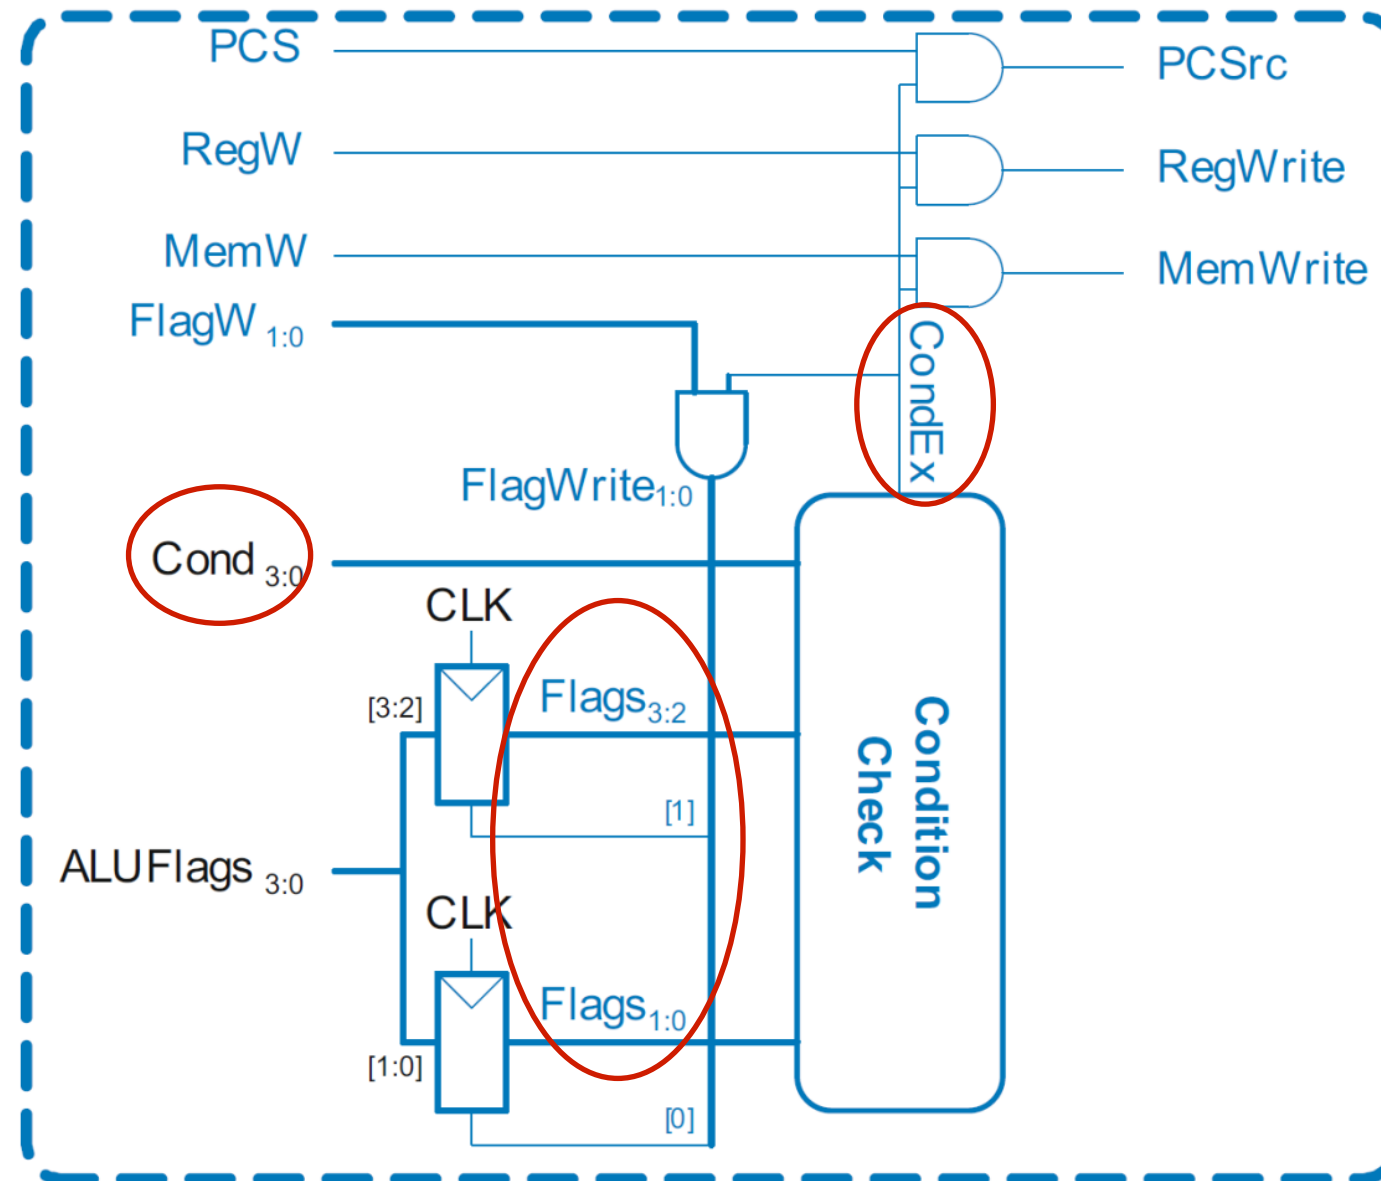 PCS
PCSrc
RegW
RegWrite
MemW
MemWrite
FlagW 1:0
CondEx
FlagWrite1:0
Cond 3:0
CLK
[3:2]
Flags3:2
[1]
Condition
Check
ALUFlags 3:0
CLK
Flags1:0
[1:0]
[0]